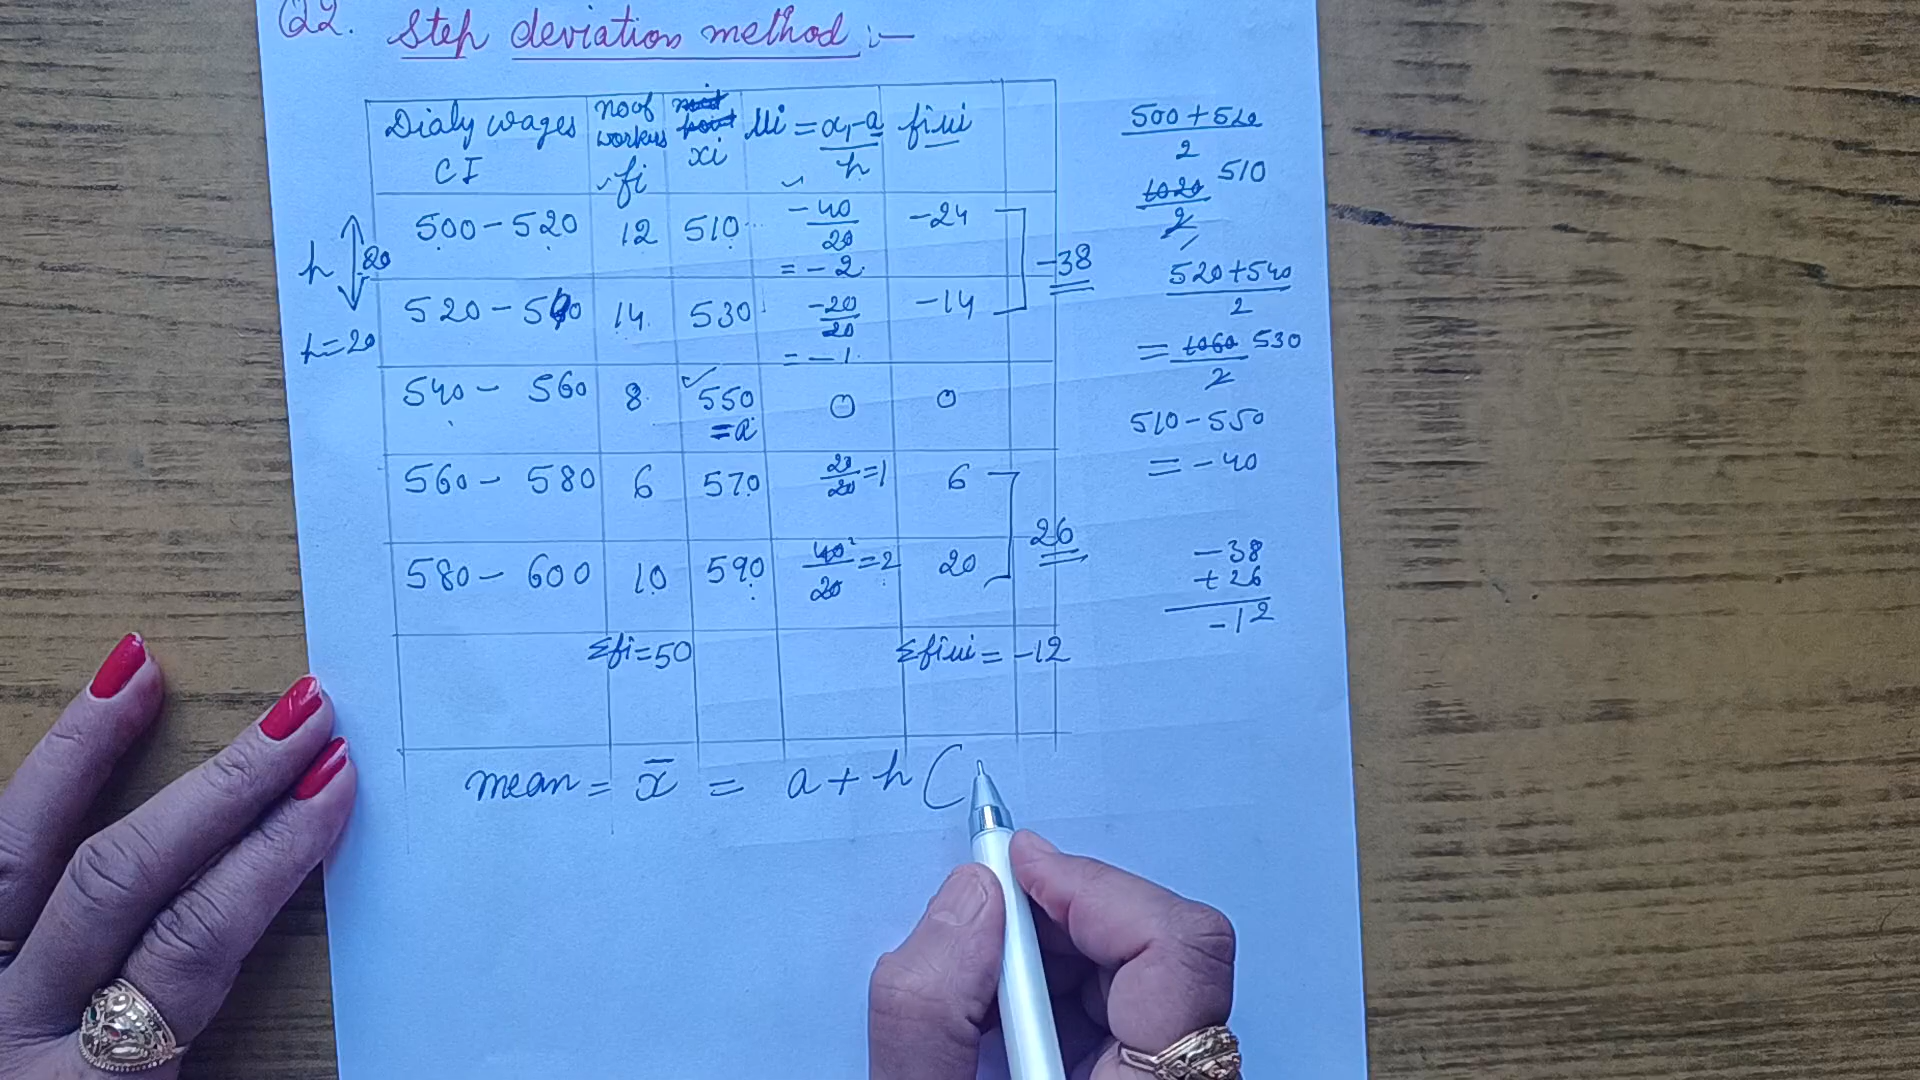 Q2. Step deviation method :-
Dialy wages CI
no of workers fi
mid point xi
ui = xi-a / h
fiui
500-520 12 510 -40/20 = -2 -24
520-540 14 530 -20/20 = -1 -14
-38
540-560 8 550 = a 0 0
560-580 6 570 20/20 = 1 6
580-600 10 590 40/20 = 2 20
26
Σfi = 50
Σfiui = -12
h 20
h = 20
mean = x̄ = a + h (
500+520 / 2
1020 / 2 510
520+540 / 2
= 1060 / 2 530
510-550
= -40
-38
+26
-12